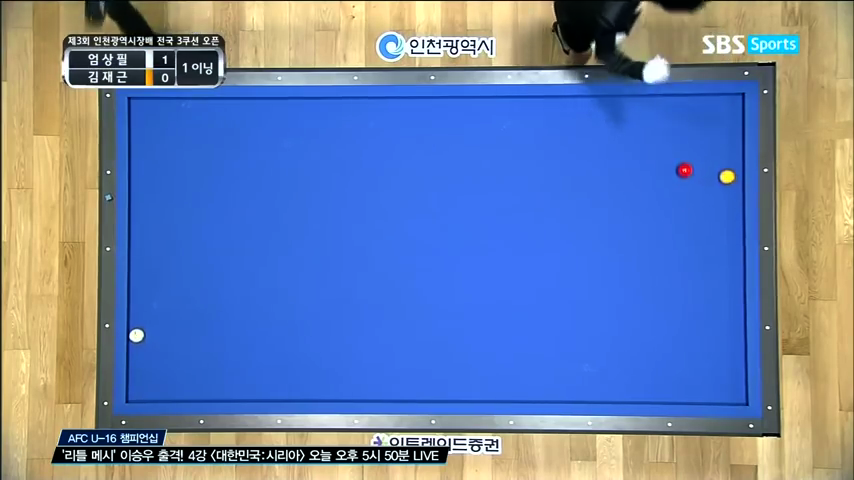 제3회 인천광역시장배 전국 3쿠션 오픈
엄상필 1
김재근 0
1 이닝
인천광역시
SBS Sports
이트레이드증권
AFC U-16 챔피언십
'리틀 메시' 이승우 출격! 4강 <대한민국:시리아> 오늘 오후 5시 50분 LIVE